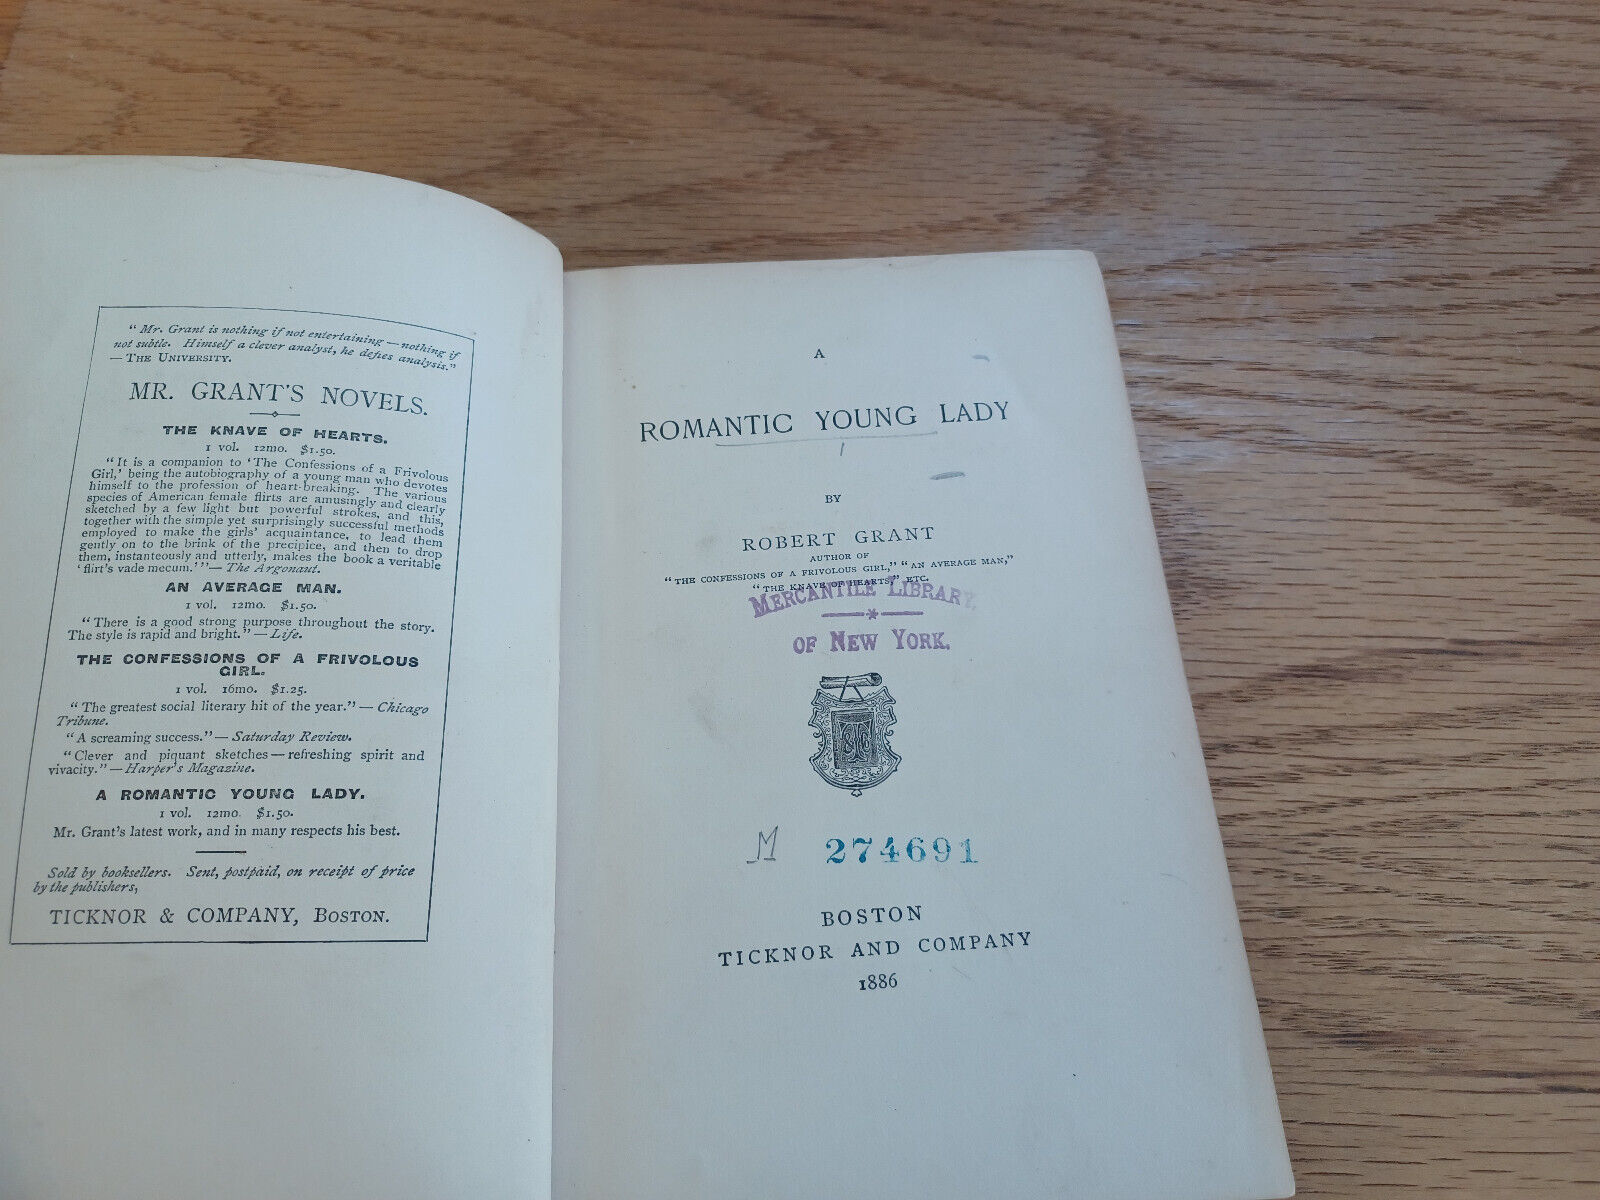 "Mr. Grant is nothing if not entertaining — nothing if
not subtle. Himself a clever analyst, he defies analysis."
— THE UNIVERSITY.
MR. GRANT'S NOVELS.
THE KNAVE OF HEARTS.
1 vol. 12mo. $1.50.
"It is a companion to 'The Confessions of a Frivolous
Girl,' being the autobiography of a young man who devotes
himself to the profession of heart-breaking. The various
species of American female flirts are amusingly and clearly
sketched by a few light but powerful strokes, and this,
together with the simple yet surprisingly successful methods
employed to make the girls' acquaintance, to lead them
gently on to the brink of the precipice, and then to drop
them, instanteously and utterly, makes the book a veritable
'flirt's vade mecum.'" — The Argonaut.
AN AVERAGE MAN.
1 vol. 12mo. $1.50.
"There is a good strong purpose throughout the story.
The style is rapid and bright." — Life.
THE CONFESSIONS OF A FRIVOLOUS
GIRL.
1 vol. 16mo. $1.25.
"The greatest social literary hit of the year." — Chicago
Tribune.
"A screaming success." — Saturday Review.
"Clever and piquant sketches — refreshing spirit and
vivacity." — Harper's Magazine.
A ROMANTIC YOUNG LADY.
1 vol. 12mo. $1.50.
Mr. Grant's latest work, and in many respects his best.
Sold by booksellers. Sent, postpaid, on receipt of price
by the publishers,
TICKNOR & COMPANY, BOSTON.
A
ROMANTIC YOUNG LADY
BY
ROBERT GRANT
AUTHOR OF
"THE CONFESSIONS OF A FRIVOLOUS GIRL," "AN AVERAGE MAN,"
"THE KNAVE OF HEARTS," ETC.
MERCANTILE LIBRARY,
OF NEW YORK.
M 274691
BOSTON
TICKNOR AND COMPANY
1886